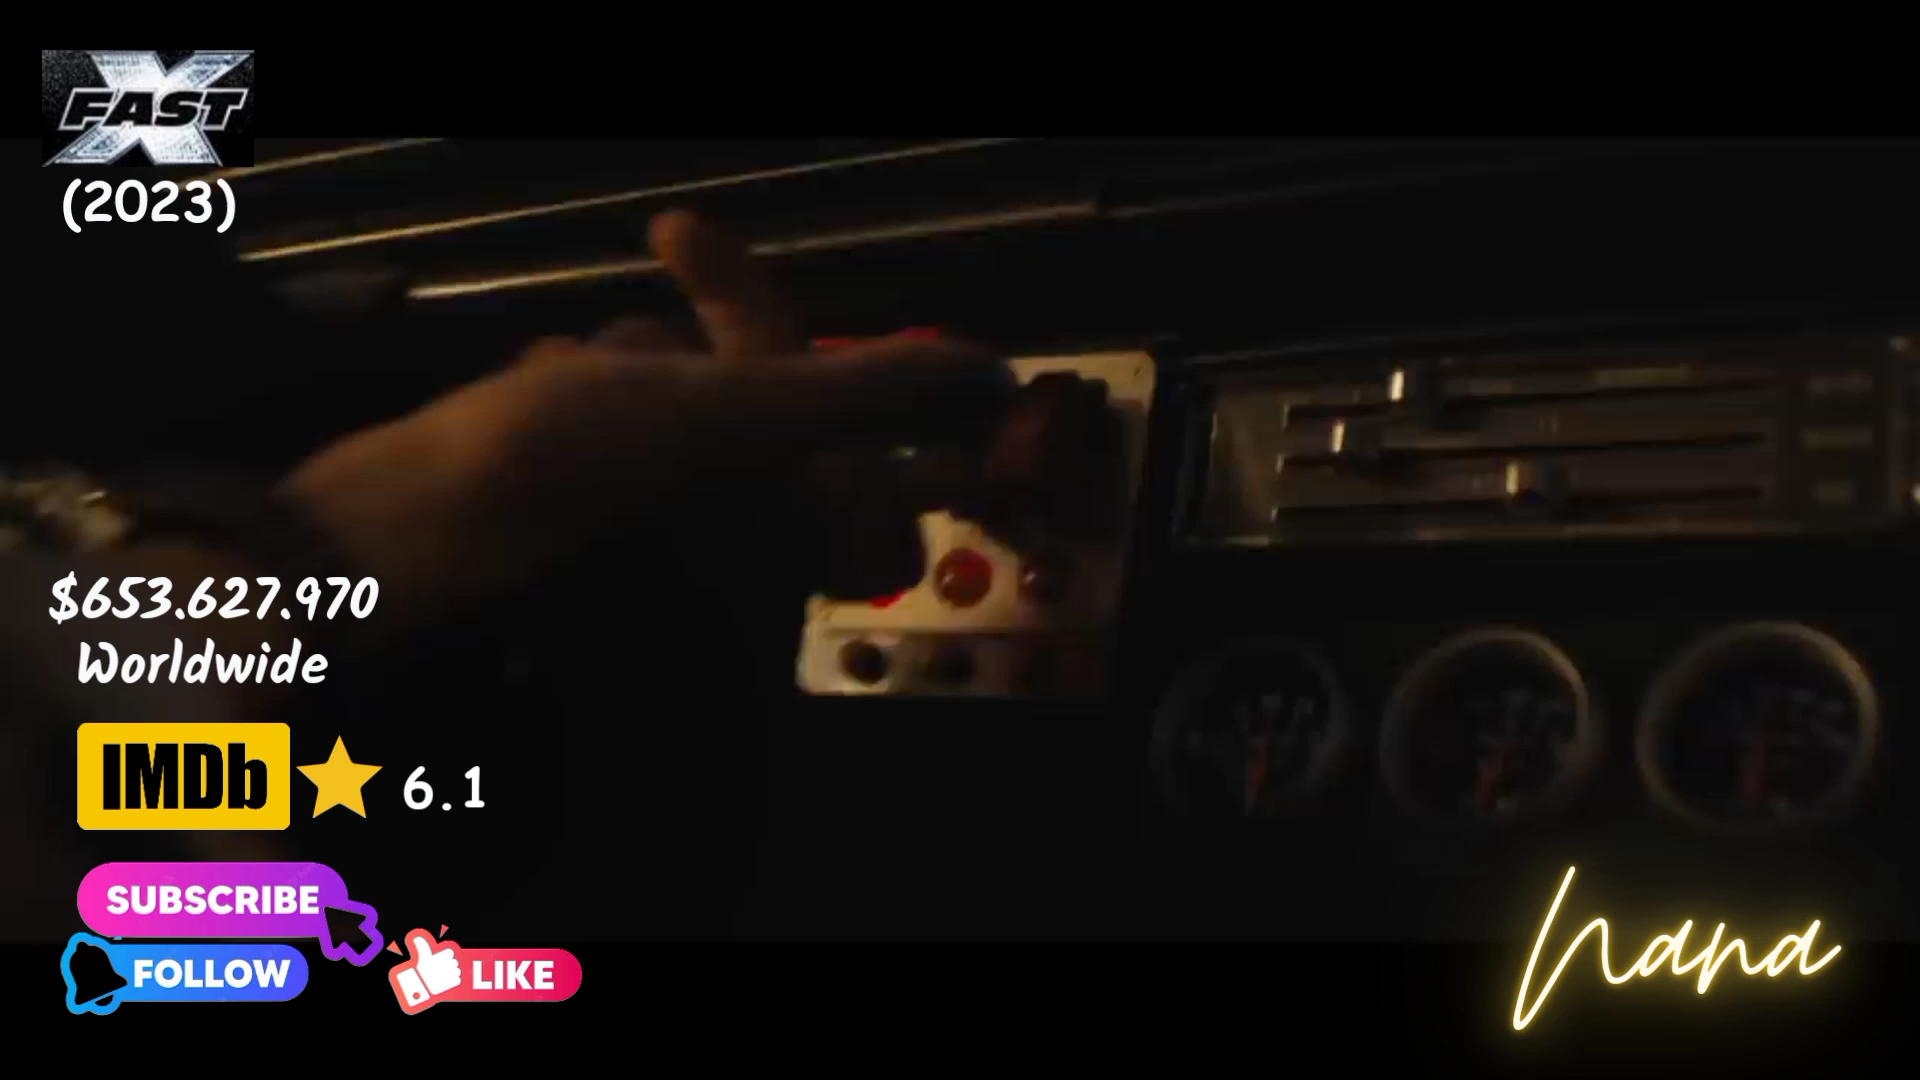 FAST X
(2023)
$653.627.970
Worldwide
IMDb 6.1
SUBSCRIBE
FOLLOW
LIKE
nana